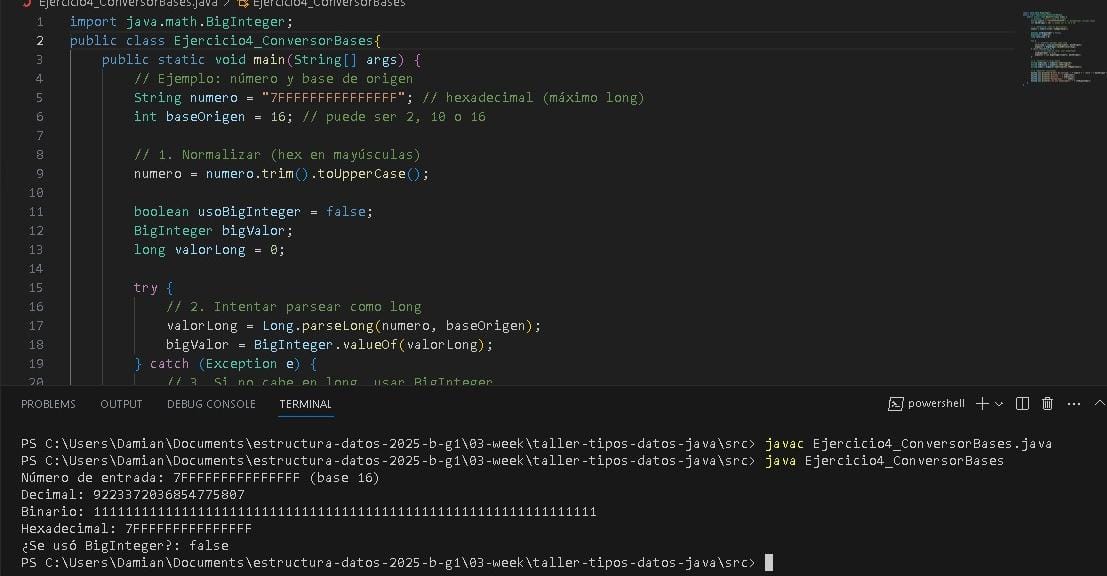 Ejercicio4_ConversorBases.java > Ejercicio4_ConversorBases
1 import java.math.BigInteger;
2 public class Ejercicio4_ConversorBases{
3 public static void main(String[] args) {
4 // Ejemplo: número y base de origen
5 String numero = "7FFFFFFFFFFFFFFF"; // hexadecimal (máximo long)
6 int baseOrigen = 16; // puede ser 2, 10 o 16
7
8 // 1. Normalizar (hex en mayúsculas)
9 numero = numero.trim().toUpperCase();
10
11 boolean usoBigInteger = false;
12 BigInteger bigValor;
13 long valorLong = 0;
14
15 try {
16 // 2. Intentar parsear como long
17 valorLong = Long.parseLong(numero, baseOrigen);
18 bigValor = BigInteger.valueOf(valorLong);
19 } catch (Exception e) {
20 // 3. Si no cabe en long, usar BigInteger
PROBLEMS OUTPUT DEBUG CONSOLE TERMINAL powershell
PS C:\Users\Damian\Documents\estructura-datos-2025-b-g1\03-week\taller-tipos-datos-java\src> javac Ejercicio4_ConversorBases.java
PS C:\Users\Damian\Documents\estructura-datos-2025-b-g1\03-week\taller-tipos-datos-java\src> java Ejercicio4_ConversorBases
Número de entrada: 7FFFFFFFFFFFFFFF (base 16)
Decimal: 9223372036854775807
Binario: 111111111111111111111111111111111111111111111111111111111111111
Hexadecimal: 7FFFFFFFFFFFFFFF
¿Se usó BigInteger?: false
PS C:\Users\Damian\Documents\estructura-datos-2025-b-g1\03-week\taller-tipos-datos-java\src>